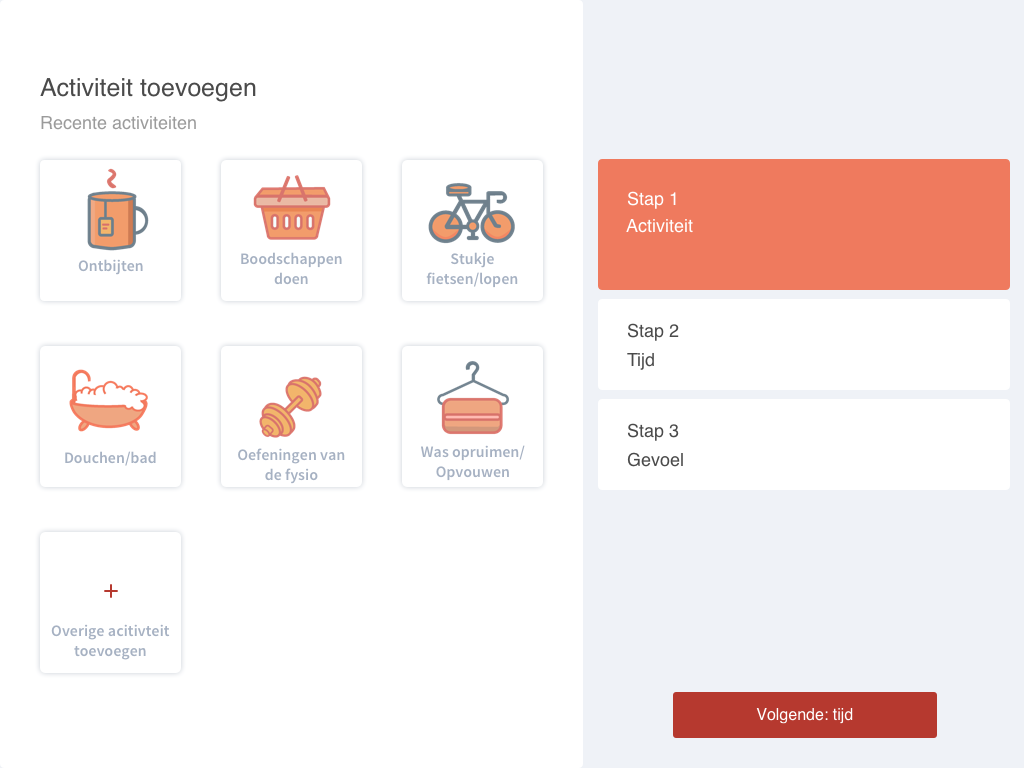 Activiteit toevoegen
Recente activiteiten
Ontbijten
Boodschappen
doen
Stukje
fietsen/lopen
Douchen/bad
Oefeningen van
de fysio
Was opruimen/
Opvouwen
+
Overige acitivteit
toevoegen
Stap 1
Activiteit
Stap 2
Tijd
Stap 3
Gevoel
Volgende: tijd